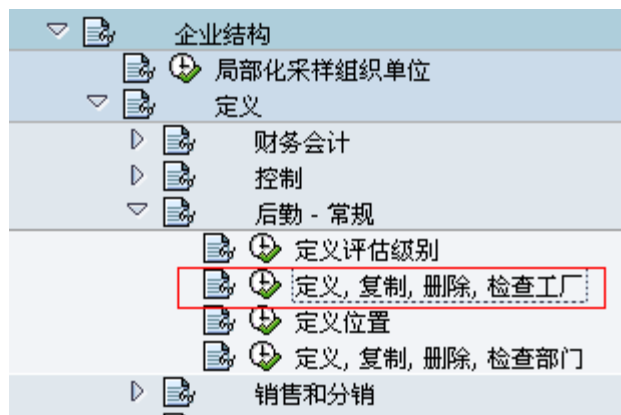 企业结构
局部化采样组织单位
定义
财务会计
控制
后勤 - 常规
定义评估级别
定义, 复制, 删除, 检查工厂
定义位置
定义, 复制, 删除, 检查部门
销售和分销